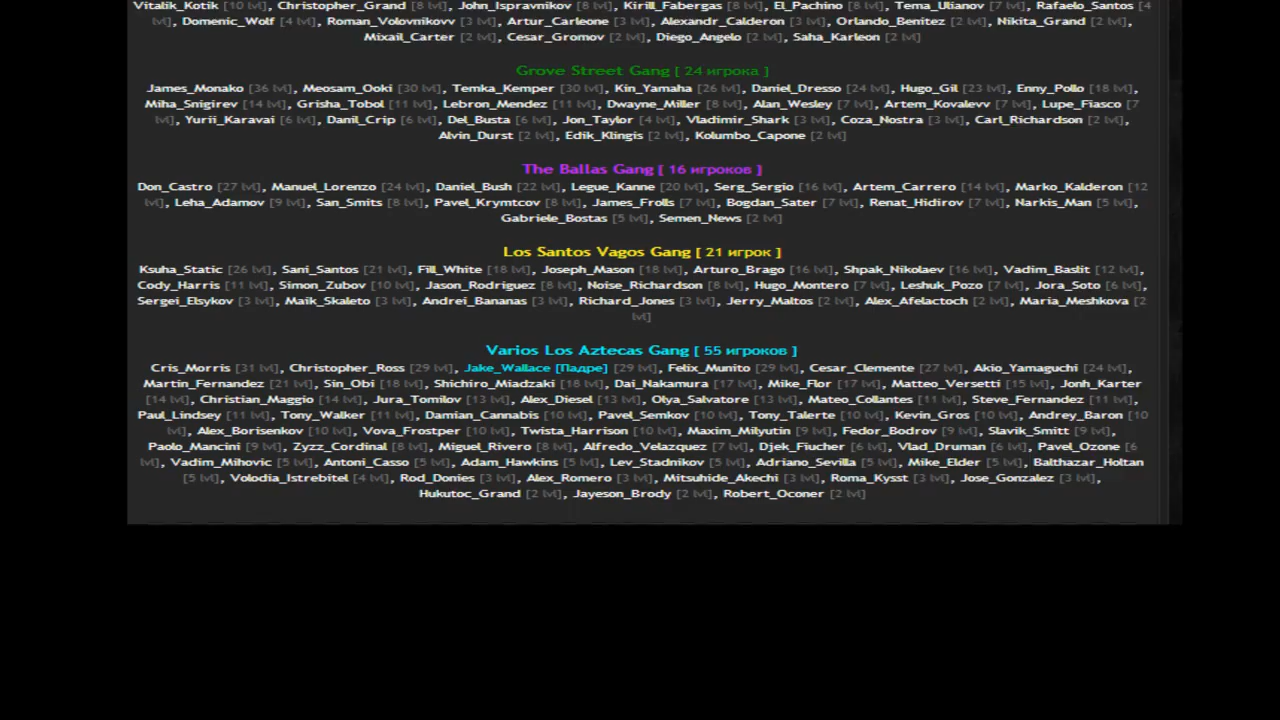 Vitalik_Kotik [10 lvl], Christopher_Grand [8 lvl], John_Ispravnikov [8 lvl], Kirill_Fabergas [8 lvl], El_Pachino [8 lvl], Tema_Ulianov [7 lvl], Rafaelo_Santos [4
lvl], Domenic_Wolf [4 lvl], Roman_Volovnikovv [3 lvl], Artur_Carleone [3 lvl], Alexandr_Calderon [3 lvl], Orlando_Benitez [2 lvl], Nikita_Grand [2 lvl],
Mixail_Carter [2 lvl], Cesar_Gromov [2 lvl], Diego_Angelo [2 lvl], Saha_Karleon [2 lvl]
Grove Street Gang [ 24 игрока ]
James_Monako [36 lvl], Meosam_Ooki [30 lvl], Temka_Kemper [30 lvl], Kin_Yamaha [26 lvl], Daniel_Dresso [24 lvl], Hugo_Gil [23 lvl], Enny_Pollo [18 lvl],
Miha_Snigirev [14 lvl], Grisha_Tobol [11 lvl], Lebron_Mendez [11 lvl], Dwayne_Miller [8 lvl], Alan_Wesley [7 lvl], Artem_Kovalevv [7 lvl], Lupe_Fiasco [7
lvl], Yurii_Karavai [6 lvl], Danil_Crip [6 lvl], Del_Busta [6 lvl], Jon_Taylor [4 lvl], Vladimir_Shark [3 lvl], Coza_Nostra [3 lvl], Carl_Richardson [2 lvl],
Alvin_Durst [2 lvl], Edik_Klingis [2 lvl], Kolumbo_Capone [2 lvl]
The Ballas Gang [ 16 игроков ]
Don_Castro [27 lvl], Manuel_Lorenzo [24 lvl], Daniel_Bush [22 lvl], Legue_Kanne [20 lvl], Serg_Sergio [16 lvl], Artem_Carrero [14 lvl], Marko_Kalderon [12
lvl], Leha_Adamov [9 lvl], San_Smits [8 lvl], Pavel_Krymtcov [8 lvl], James_Frolls [7 lvl], Bogdan_Sater [7 lvl], Renat_Hidirov [7 lvl], Narkis_Man [5 lvl],
Gabriele_Bostas [5 lvl], Semen_News [2 lvl]
Los Santos Vagos Gang [ 21 игрок ]
Ksuha_Static [26 lvl], Sani_Santos [21 lvl], Fill_White [18 lvl], Joseph_Mason [18 lvl], Arturo_Brago [16 lvl], Shpak_Nikolaev [16 lvl], Vadim_Baslit [12 lvl],
Cody_Harris [11 lvl], Simon_Zubov [10 lvl], Jason_Rodriguez [8 lvl], Noise_Richardson [8 lvl], Hugo_Montero [7 lvl], Leshuk_Pozo [7 lvl], Jora_Soto [6 lvl],
Sergei_Elsykov [3 lvl], Maik_Skaleto [3 lvl], Andrei_Bananas [3 lvl], Richard_Jones [3 lvl], Jerry_Maltos [2 lvl], Alex_Afelactoch [2 lvl], Maria_Meshkova [2
lvl]
Varios Los Aztecas Gang [ 55 игроков ]
Cris_Morris [31 lvl], Christopher_Ross [29 lvl], Jake_Wallace [Падре] [29 lvl], Felix_Munito [29 lvl], Cesar_Clemente [27 lvl], Akio_Yamaguchi [24 lvl],
Martin_Fernandez [21 lvl], Sin_Obi [18 lvl], Shichiro_Miadzaki [18 lvl], Dai_Nakamura [17 lvl], Mike_Flor [17 lvl], Matteo_Versetti [15 lvl], Jonh_Karter
[14 lvl], Christian_Maggio [14 lvl], Jura_Tomilov [13 lvl], Alex_Diesel [13 lvl], Olya_Salvatore [13 lvl], Mateo_Collantes [11 lvl], Steve_Fernandez [11 lvl],
Paul_Lindsey [11 lvl], Tony_Walker [11 lvl], Damian_Cannabis [10 lvl], Pavel_Semkov [10 lvl], Tony_Talerte [10 lvl], Kevin_Gros [10 lvl], Andrey_Baron [10
lvl], Alex_Borisenkov [10 lvl], Vova_Frostper [10 lvl], Twista_Harrison [10 lvl], Maxim_Milyutin [9 lvl], Fedor_Bodrov [9 lvl], Slavik_Smitt [9 lvl],
Paolo_Mancini [9 lvl], Zyzz_Cordinal [8 lvl], Miguel_Rivero [8 lvl], Alfredo_Velazquez [7 lvl], Djek_Fiucher [6 lvl], Vlad_Druman [6 lvl], Pavel_Ozone [6
lvl], Vadim_Mihovic [5 lvl], Antoni_Casso [5 lvl], Adam_Hawkins [5 lvl], Lev_Stadnikov [5 lvl], Adriano_Sevilla [5 lvl], Mike_Elder [5 lvl], Balthazar_Holtan
[5 lvl], Volodia_Istrebitel [4 lvl], Rod_Donies [3 lvl], Alex_Romero [3 lvl], Mitsuhide_Akechi [3 lvl], Roma_Kysst [3 lvl], Jose_Gonzalez [3 lvl],
Hukutoc_Grand [2 lvl], Jayeson_Brody [2 lvl], Robert_Oconer [2 lvl]